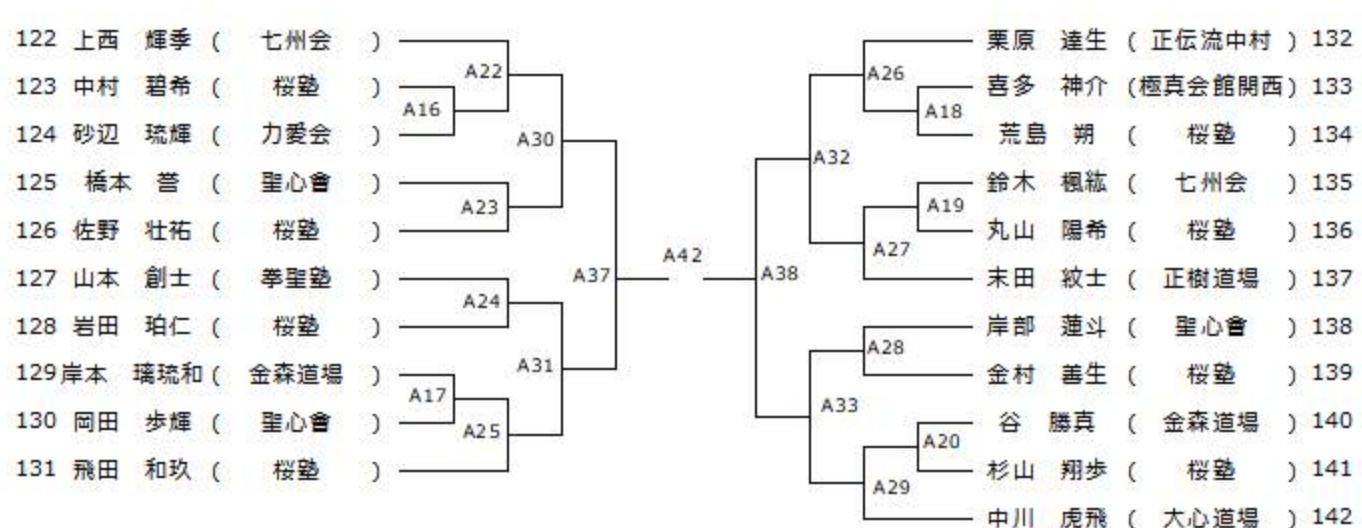 122 上西 輝季 ( 七州会 )
A22
123 中村 碧希 ( 桜塾 )
A16
124 砂辺 琉輝 ( 力愛会 )
A30
125 橋本 誉 ( 聖心會 )
A23
126 佐野 壮祐 ( 桜塾 )
A37
127 山本 創士 ( 拳聖塾 )
A24
128 岩田 珀仁 ( 桜塾 )
A31
129 岸本 璃琉和 ( 金森道場 )
A17
130 岡田 歩輝 ( 聖心會 )
A25
131 飛田 和玖 ( 桜塾 )
A42
栗原 達生 ( 正伝流中村 ) 132
A26
喜多 神介 (極真会館関西) 133
A18
荒島 朔 ( 桜塾 ) 134
A32
鈴木 楓紘 ( 七州会 ) 135
A19
丸山 陽希 ( 桜塾 ) 136
A27
末田 紋士 ( 正樹道場 ) 137
A38
岸部 蓮斗 ( 聖心會 ) 138
A28
金村 善生 ( 桜塾 ) 139
A33
谷 勝真 ( 金森道場 ) 140
A20
杉山 翔歩 ( 桜塾 ) 141
A29
中川 虎飛 ( 大心道場 ) 142